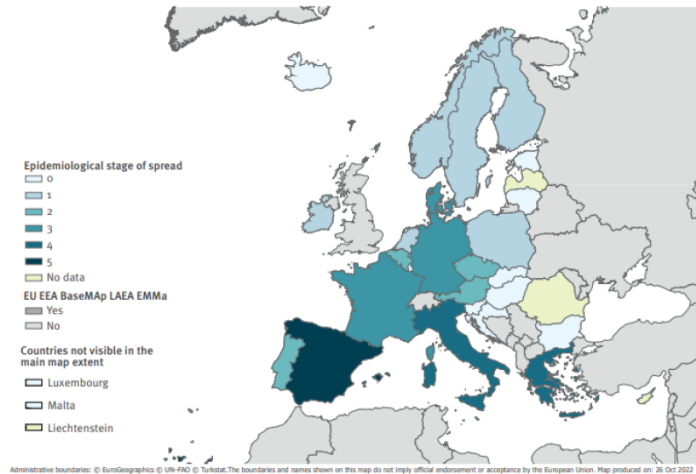 Epidemiological stage of spread
0
1
2
3
4
5
No data
EU EEA BaseMAp LAEA EMMa
Yes
No
Countries not visible in the
main map extent
Luxembourg
Malta
Liechtenstein
Administrative boundaries: © EuroGeographics © UN–FAO © Turkstat.The boundaries and names shown on this map do not imply official endorsement or acceptance by the European Union. Map produced on: 26 Oct 2022